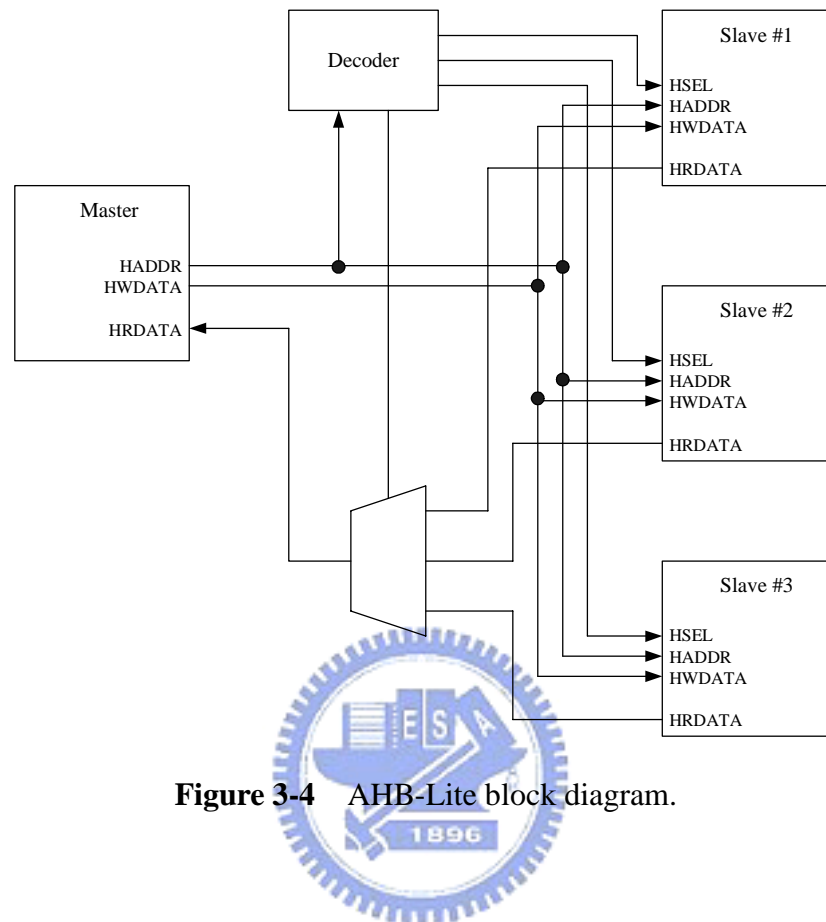 Decoder
Slave #1
HSEL
HADDR
HWDATA
HRDATA
Master
HADDR
HWDATA
HRDATA
Slave #2
HSEL
HADDR
HWDATA
HRDATA
Slave #3
HSEL
HADDR
HWDATA
HRDATA
ESA
Figure 3-4 AHB-Lite block diagram.
1896